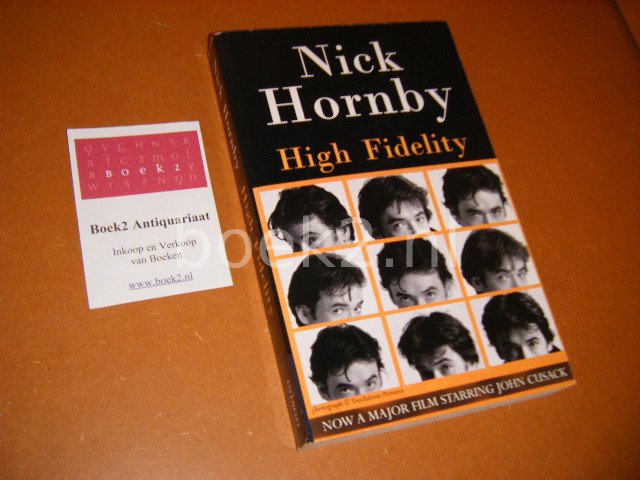 Nick
Hornby
High Fidelity
photograph © Touchstone Pictures
NOW A MAJOR FILM STARRING JOHN CUSACK
BOEK2
Boek2 Antiquariaat
Inkoop en Verkoop
van Boeken
www.boek2.nl
boek2.nl